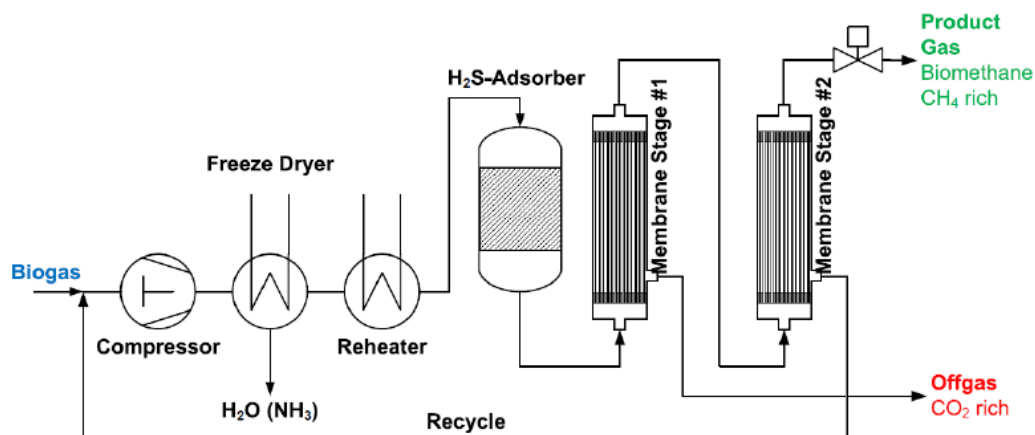 Product
Gas
Biomethane
CH₄ rich
H₂S-Adsorber
Membrane Stage #1
Membrane Stage #2
Freeze Dryer
Biogas
Compressor
Reheater
H₂O (NH₃)
Recycle
Offgas
CO₂ rich